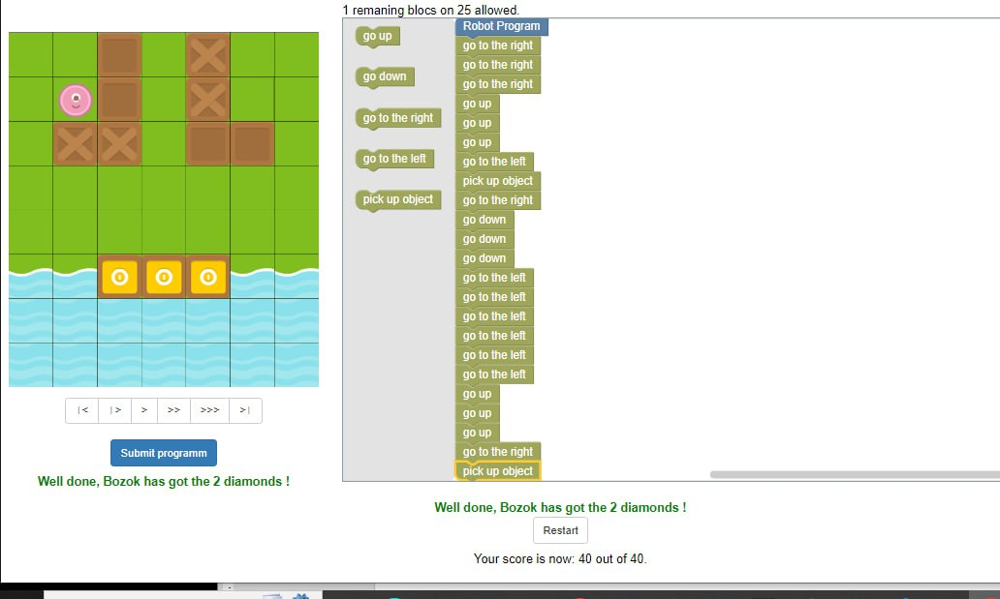 1 remaning blocs on 25 allowed.
go up
go down
go to the right
go to the left
pick up object
Robot Program
go to the right
go to the right
go to the right
go up
go up
go up
go to the left
pick up object
go to the right
go down
go down
go down
go to the left
go to the left
go to the left
go to the left
go to the left
go to the left
go up
go up
go up
go to the right
pick up object
|< |> > >> >>> >|
Submit programm
Well done, Bozok has got the 2 diamonds !
Well done, Bozok has got the 2 diamonds !
Restart
Your score is now: 40 out of 40.